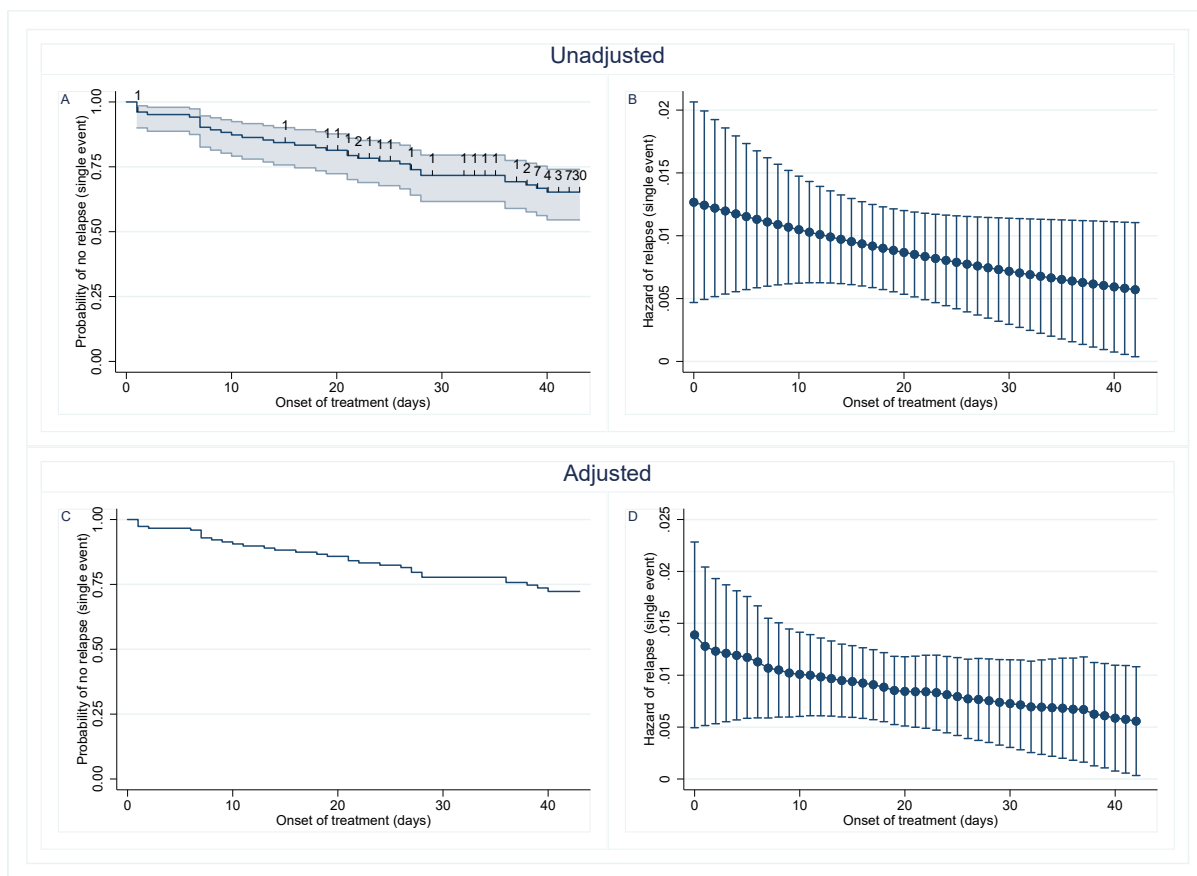 Unadjusted
A
Probability of no relapse (single event)
1.00
0.75
0.50
0.25
0.00
1
1
1 1
1 2 1 1 1
1
1
1 1 1 1
1 2 7 4 3 7 30
0 10 20 30 40
Onset of treatment (days)
B
Hazard of relapse (single event)
.02
.015
.01
.005
0
0 10 20 30 40
Onset of treatment (days)
Adjusted
C
Probability of no relapse (single event)
1.00
0.75
0.50
0.25
0.00
0 10 20 30 40
Onset of treatment (days)
D
Hazard of relapse (single event)
.025
.02
.015
.01
.005
0
0 10 20 30 40
Onset of treatment (days)